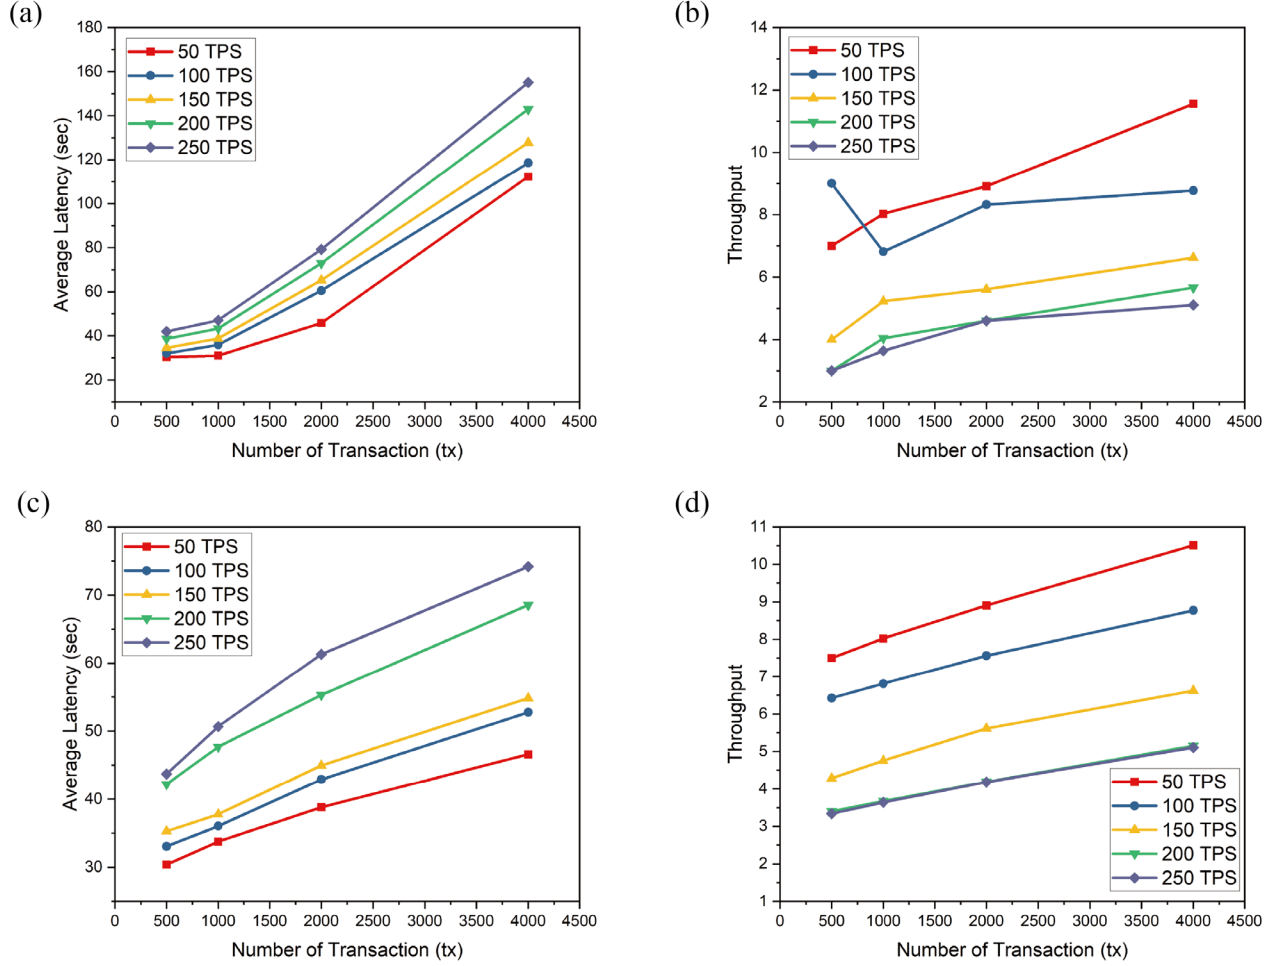 (a)
180
160
140
120
100
80
60
40
20
Average Latency (sec)
50 TPS
100 TPS
150 TPS
200 TPS
250 TPS
0 500 1000 1500 2000 2500 3000 3500 4000 4500
Number of Transaction (tx)
(b)
14
12
10
8
6
4
2
Throughput
50 TPS
100 TPS
150 TPS
200 TPS
250 TPS
0 500 1000 1500 2000 2500 3000 3500 4000 4500
Number of Transaction (tx)
(c)
80
70
60
50
40
30
Average Latency (sec)
50 TPS
100 TPS
150 TPS
200 TPS
250 TPS
0 500 1000 1500 2000 2500 3000 3500 4000 4500
Number of Transaction (tx)
(d)
11
10
9
8
7
6
5
4
3
2
1
Throughput
50 TPS
100 TPS
150 TPS
200 TPS
250 TPS
0 500 1000 1500 2000 2500 3000 3500 4000 4500
Number of Transaction (tx)